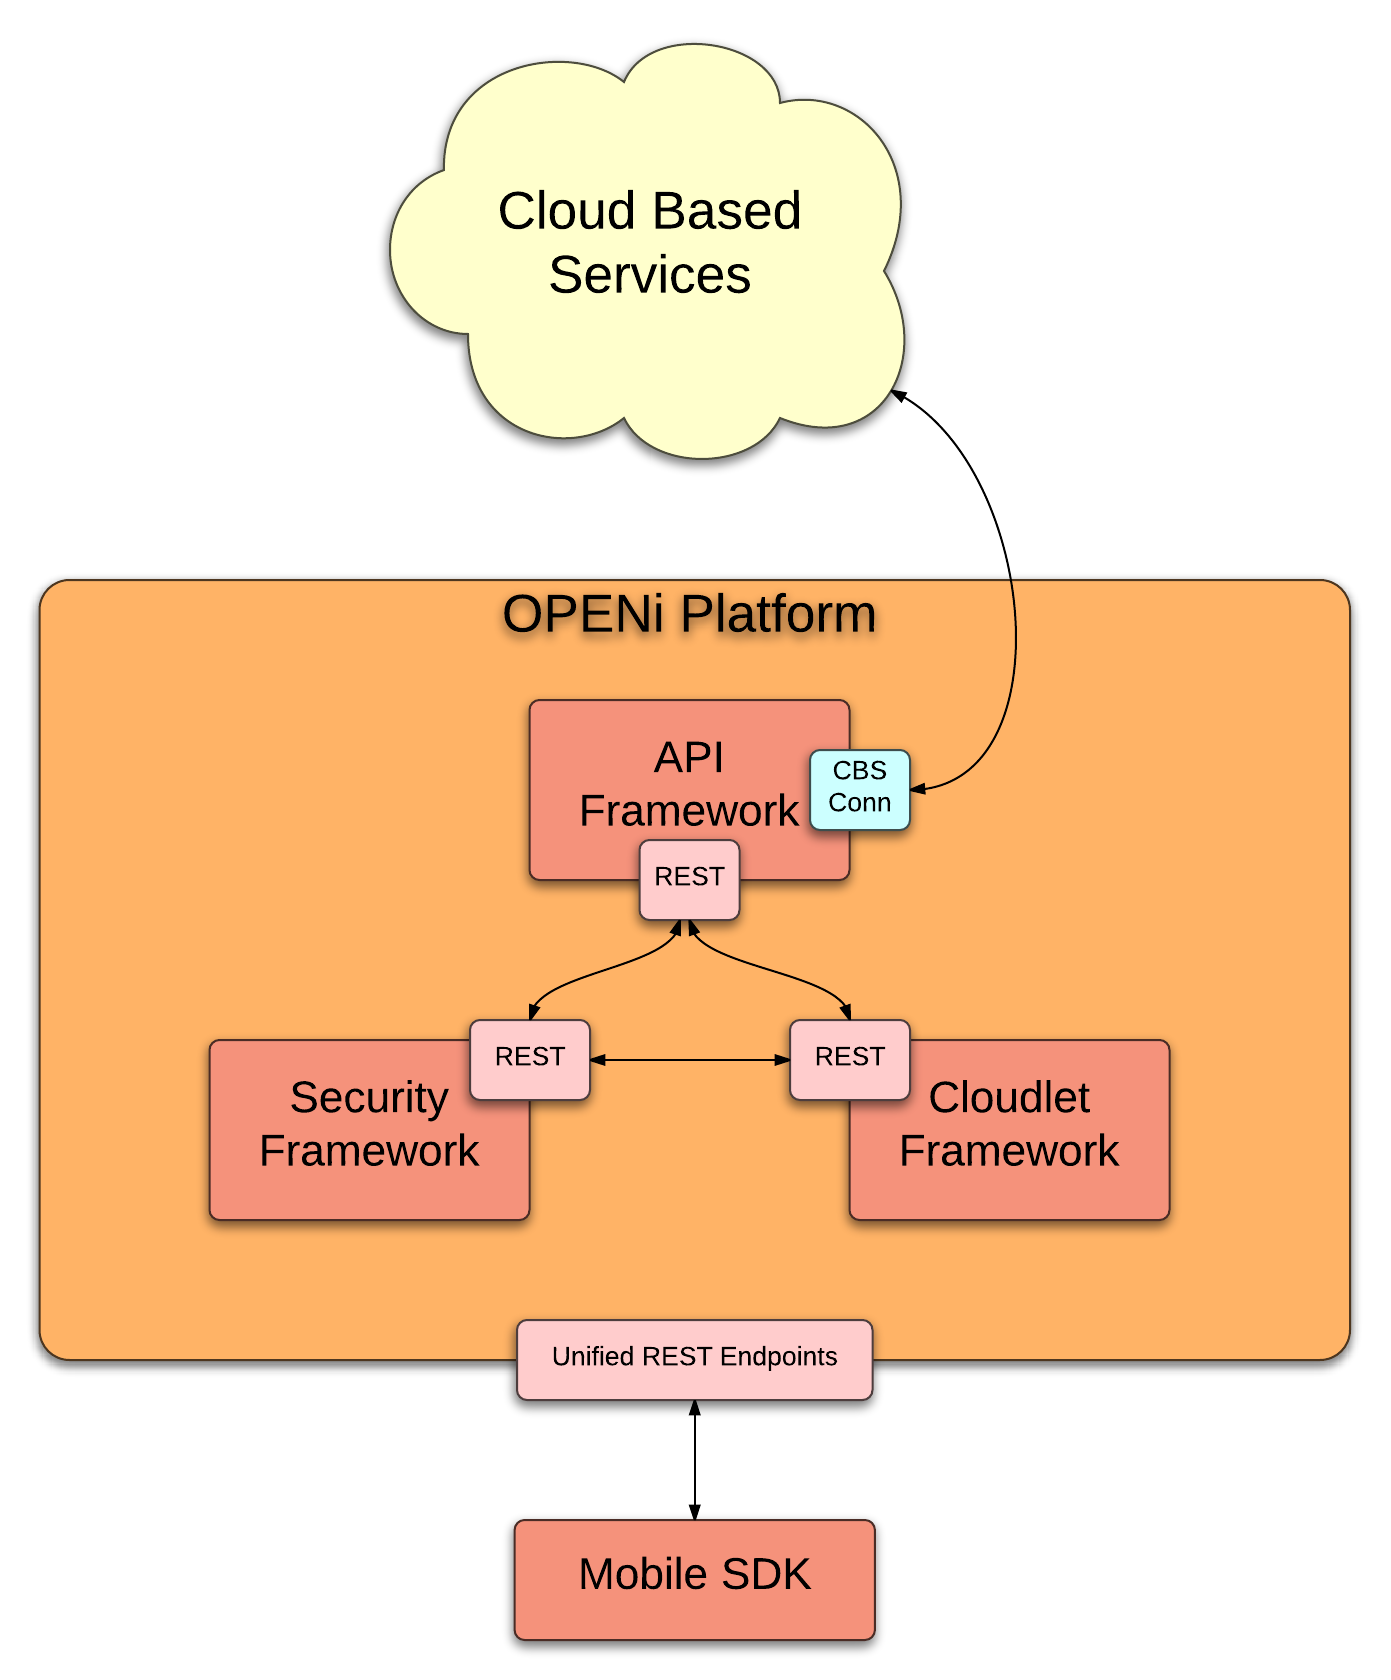 Cloud Based
Services
OPENi Platform
API
Framework
CBS
Conn
REST
REST
REST
Security
Framework
Cloudlet
Framework
Unified REST Endpoints
Mobile SDK